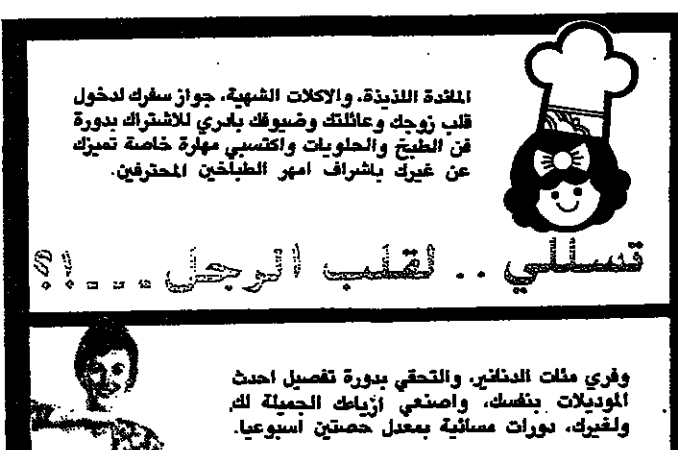 المائدة اللذيذة، والاكلات الشهية، جواز سفرك لدخول
قلب زوجك وعائلتك وضيوفك بادري للاشتراك بدورة
فن الطبخ والحلويات واكتسبي مهارة خاصة تميزك
عن غيرك باشراف امهر الطباخين المحترفين.
تسللي .. لقلب الرجل ...!؟
وفري مئات الدنانير، والتحقي بدورة تفصيل احدث
الموديلات بنفسك، واصنعي ازياءك الجميلة لك
ولغيرك، دورات مسائية بمعدل حصتين اسبوعيا.